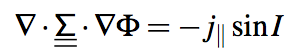 ∇ · Σ · ∇Φ = −j∥ sin I